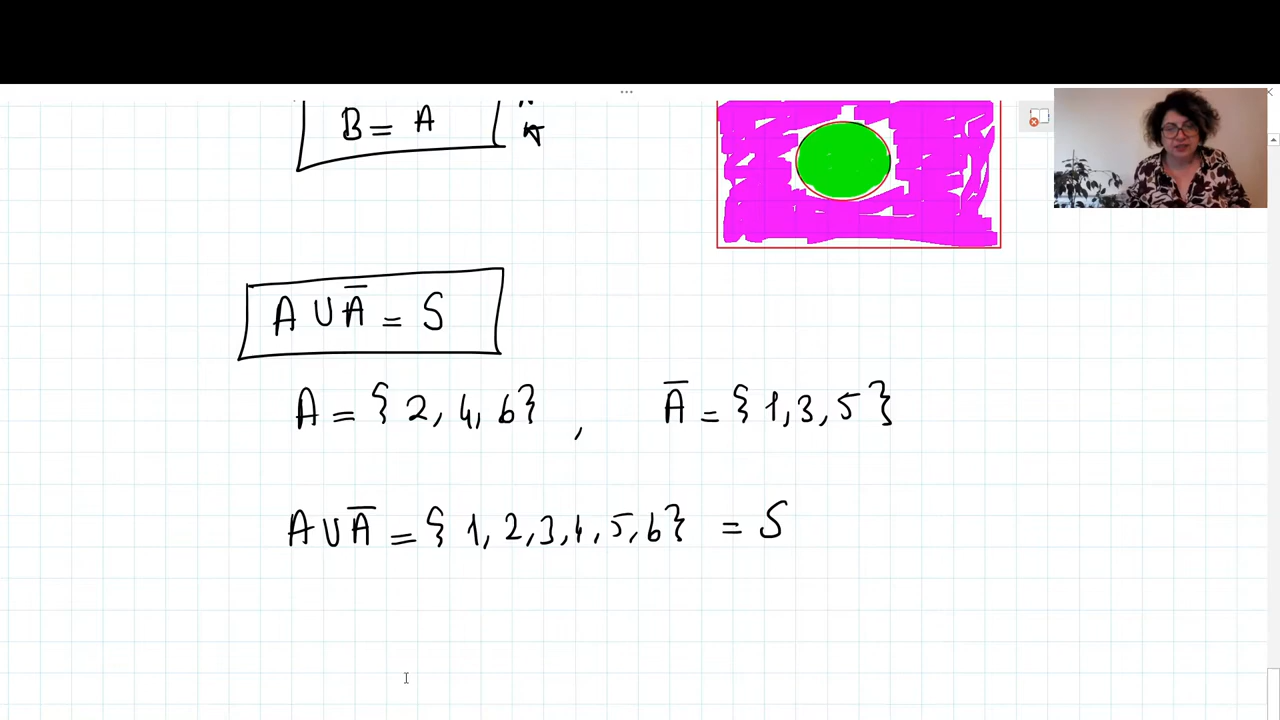 B = A
A ∪ Ā = S
A = { 2, 4, 6 } , Ā = { 1, 3, 5 }
A ∪ Ā = { 1, 2, 3, 4, 5, 6 } = S